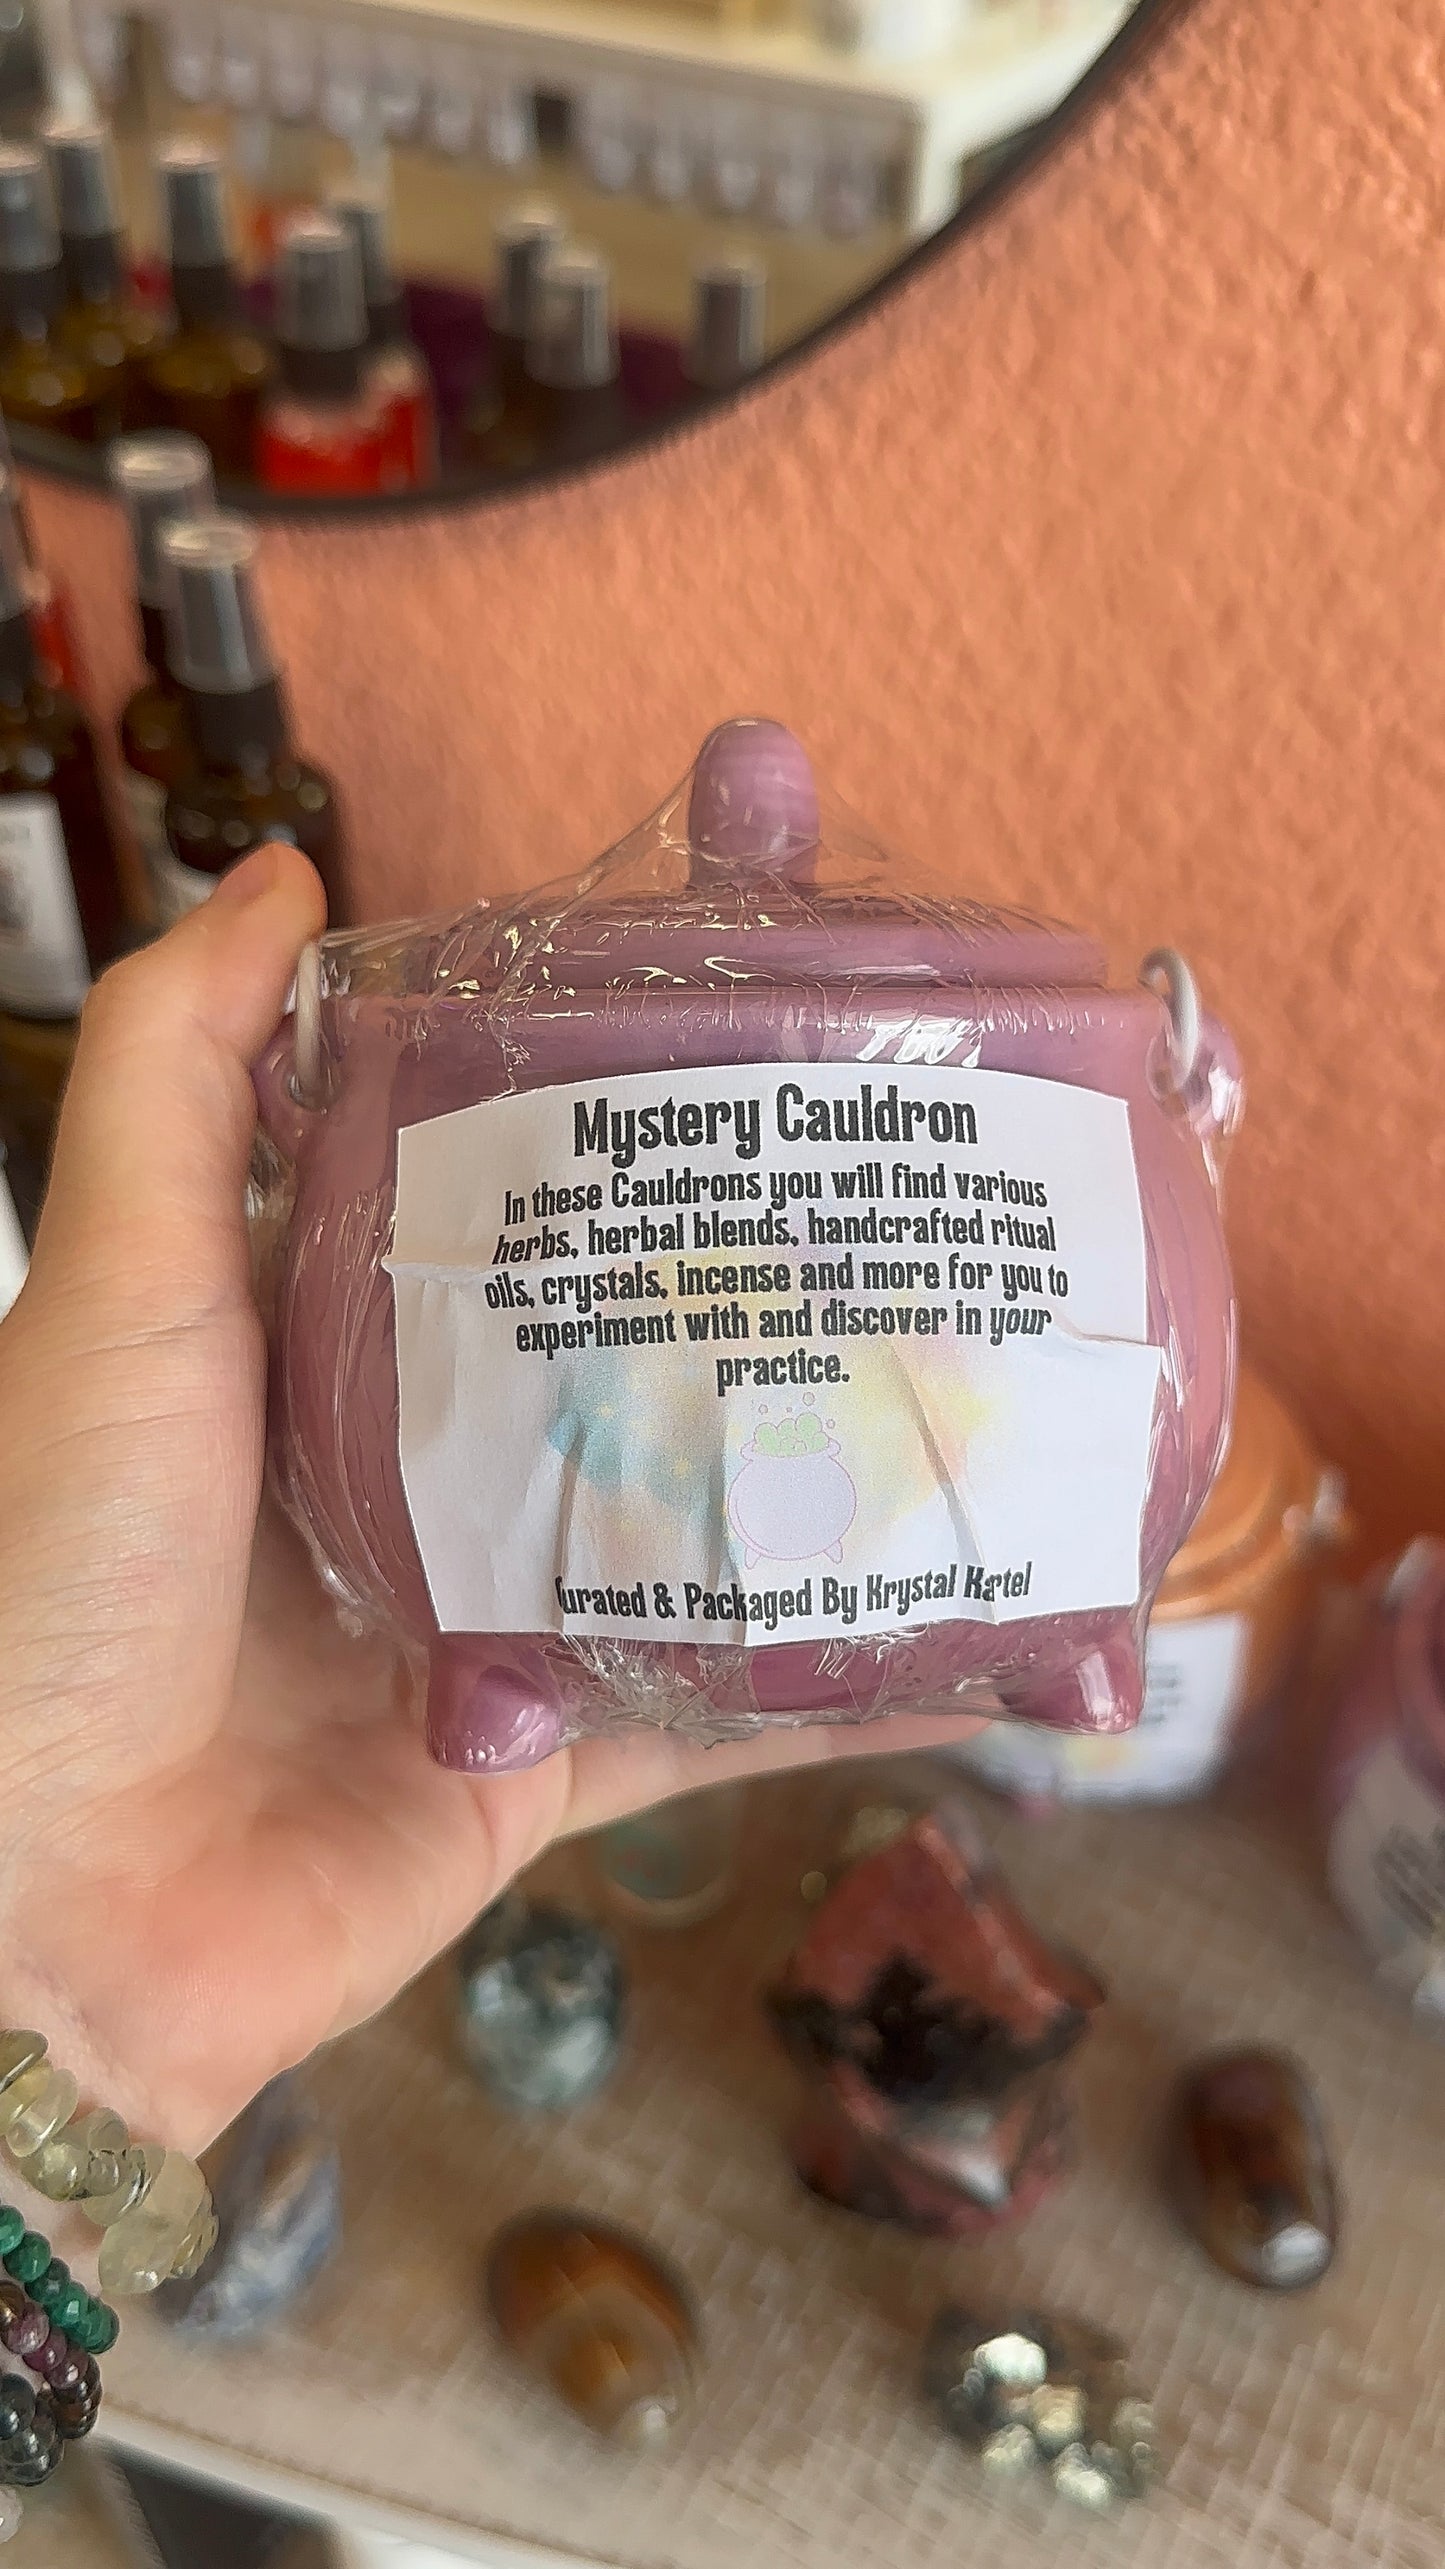 Mystery Cauldron
In these Cauldrons you will find various
herbs, herbal blends, handcrafted ritual
oils, crystals, incense and more for you to
experiment with and discover in your
practice.
Curated & Packaged By Krystal Kartel